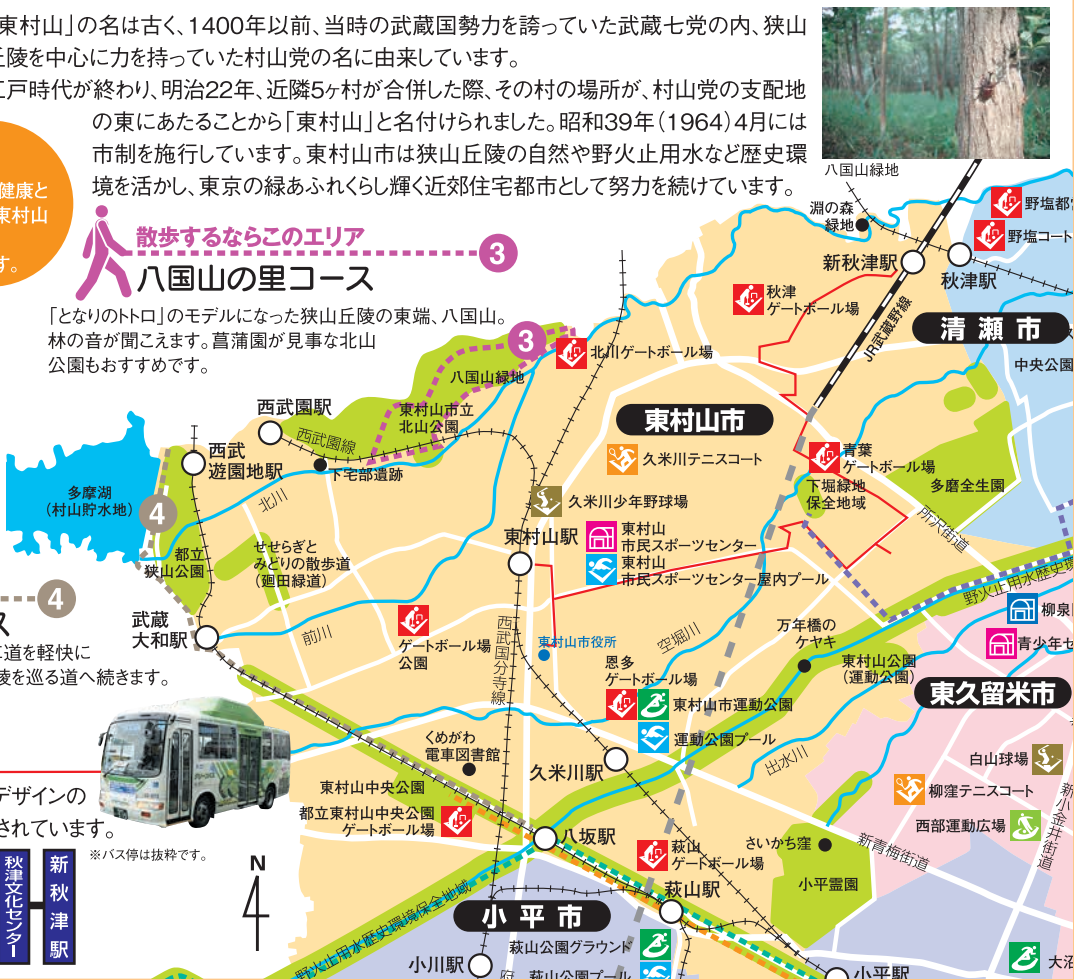 東村山」の名は古く、1400年以前、当時の武蔵国勢力を誇っていた武蔵七党の内、狭山
丘陵を中心に力を持っていた村山党の名に由来しています。
江戸時代が終わり、明治22年、近隣5ヶ村が合併した際、その村の場所が、村山党の支配地
の東にあたることから「東村山」と名付けられました。昭和39年（1964）4月には
市制を施行しています。東村山市は狭山丘陵の自然や野火止用水など歴史環
境を活かし、東京の緑あふれくらし輝く近郊住宅都市として努力を続けています。
健康と
東村山
す。
散歩するならこのエリア
3
八国山の里コース
「となりのトトロ」のモデルになった狭山丘陵の東端、八国山。
林の音が聞こえます。菖蒲園が見事な北山
公園もおすすめです。
八国山緑地
淵の森
緑地
新秋津駅
秋津駅
野塩コート
秋津
ゲートボール場
JR武蔵野線
清瀬市
中央公園
3
北川ゲートボール場
八国山緑地
東村山市立
北山公園
西武園駅
西武園線
下宅部遺跡
西武
遊園地駅
北川
多摩湖
（村山貯水地）
4
都立
狭山公園
せせらぎと
みどりの散歩道
（廻田緑道）
東村山市
久米川テニスコート
久米川少年野球場
青葉
ゲートボール場
下堀緑地
保全地域
多磨全生園
所沢街道
東村山駅
東村山
市民スポーツセンター
東村山
市民スポーツセンター屋内プール
野火止用水歴史環
4
ス
道を軽快に
陵を巡る道へ続きます。
武蔵
大和駅
前川
ゲートボール場
公園
西武国分寺線
東村山市役所
空堀川
恩多
ゲートボール場
東村山市運動公園
運動公園プール
万年橋の
ケヤキ
東村山公園
（運動公園）
柳泉
青少年セ
東久留米市
出水川
白山球場
柳窪テニスコート
西部運動広場
新小金井街道
新青梅街道
くめがわ
電車図書館
久米川駅
東村山中央公園
都立東村山中央公園
ゲートボール場
八坂駅
萩山
ゲートボール場
さいかち窪
小平霊園
萩山駅
デザインの
されています。
※バス停は抜粋です。
秋津文化センター
新秋津駅
N
野火止用水歴史環境保全地域
小平市
小川駅
府
萩山公園グラウンド
萩山公園プール
小平駅
大沼